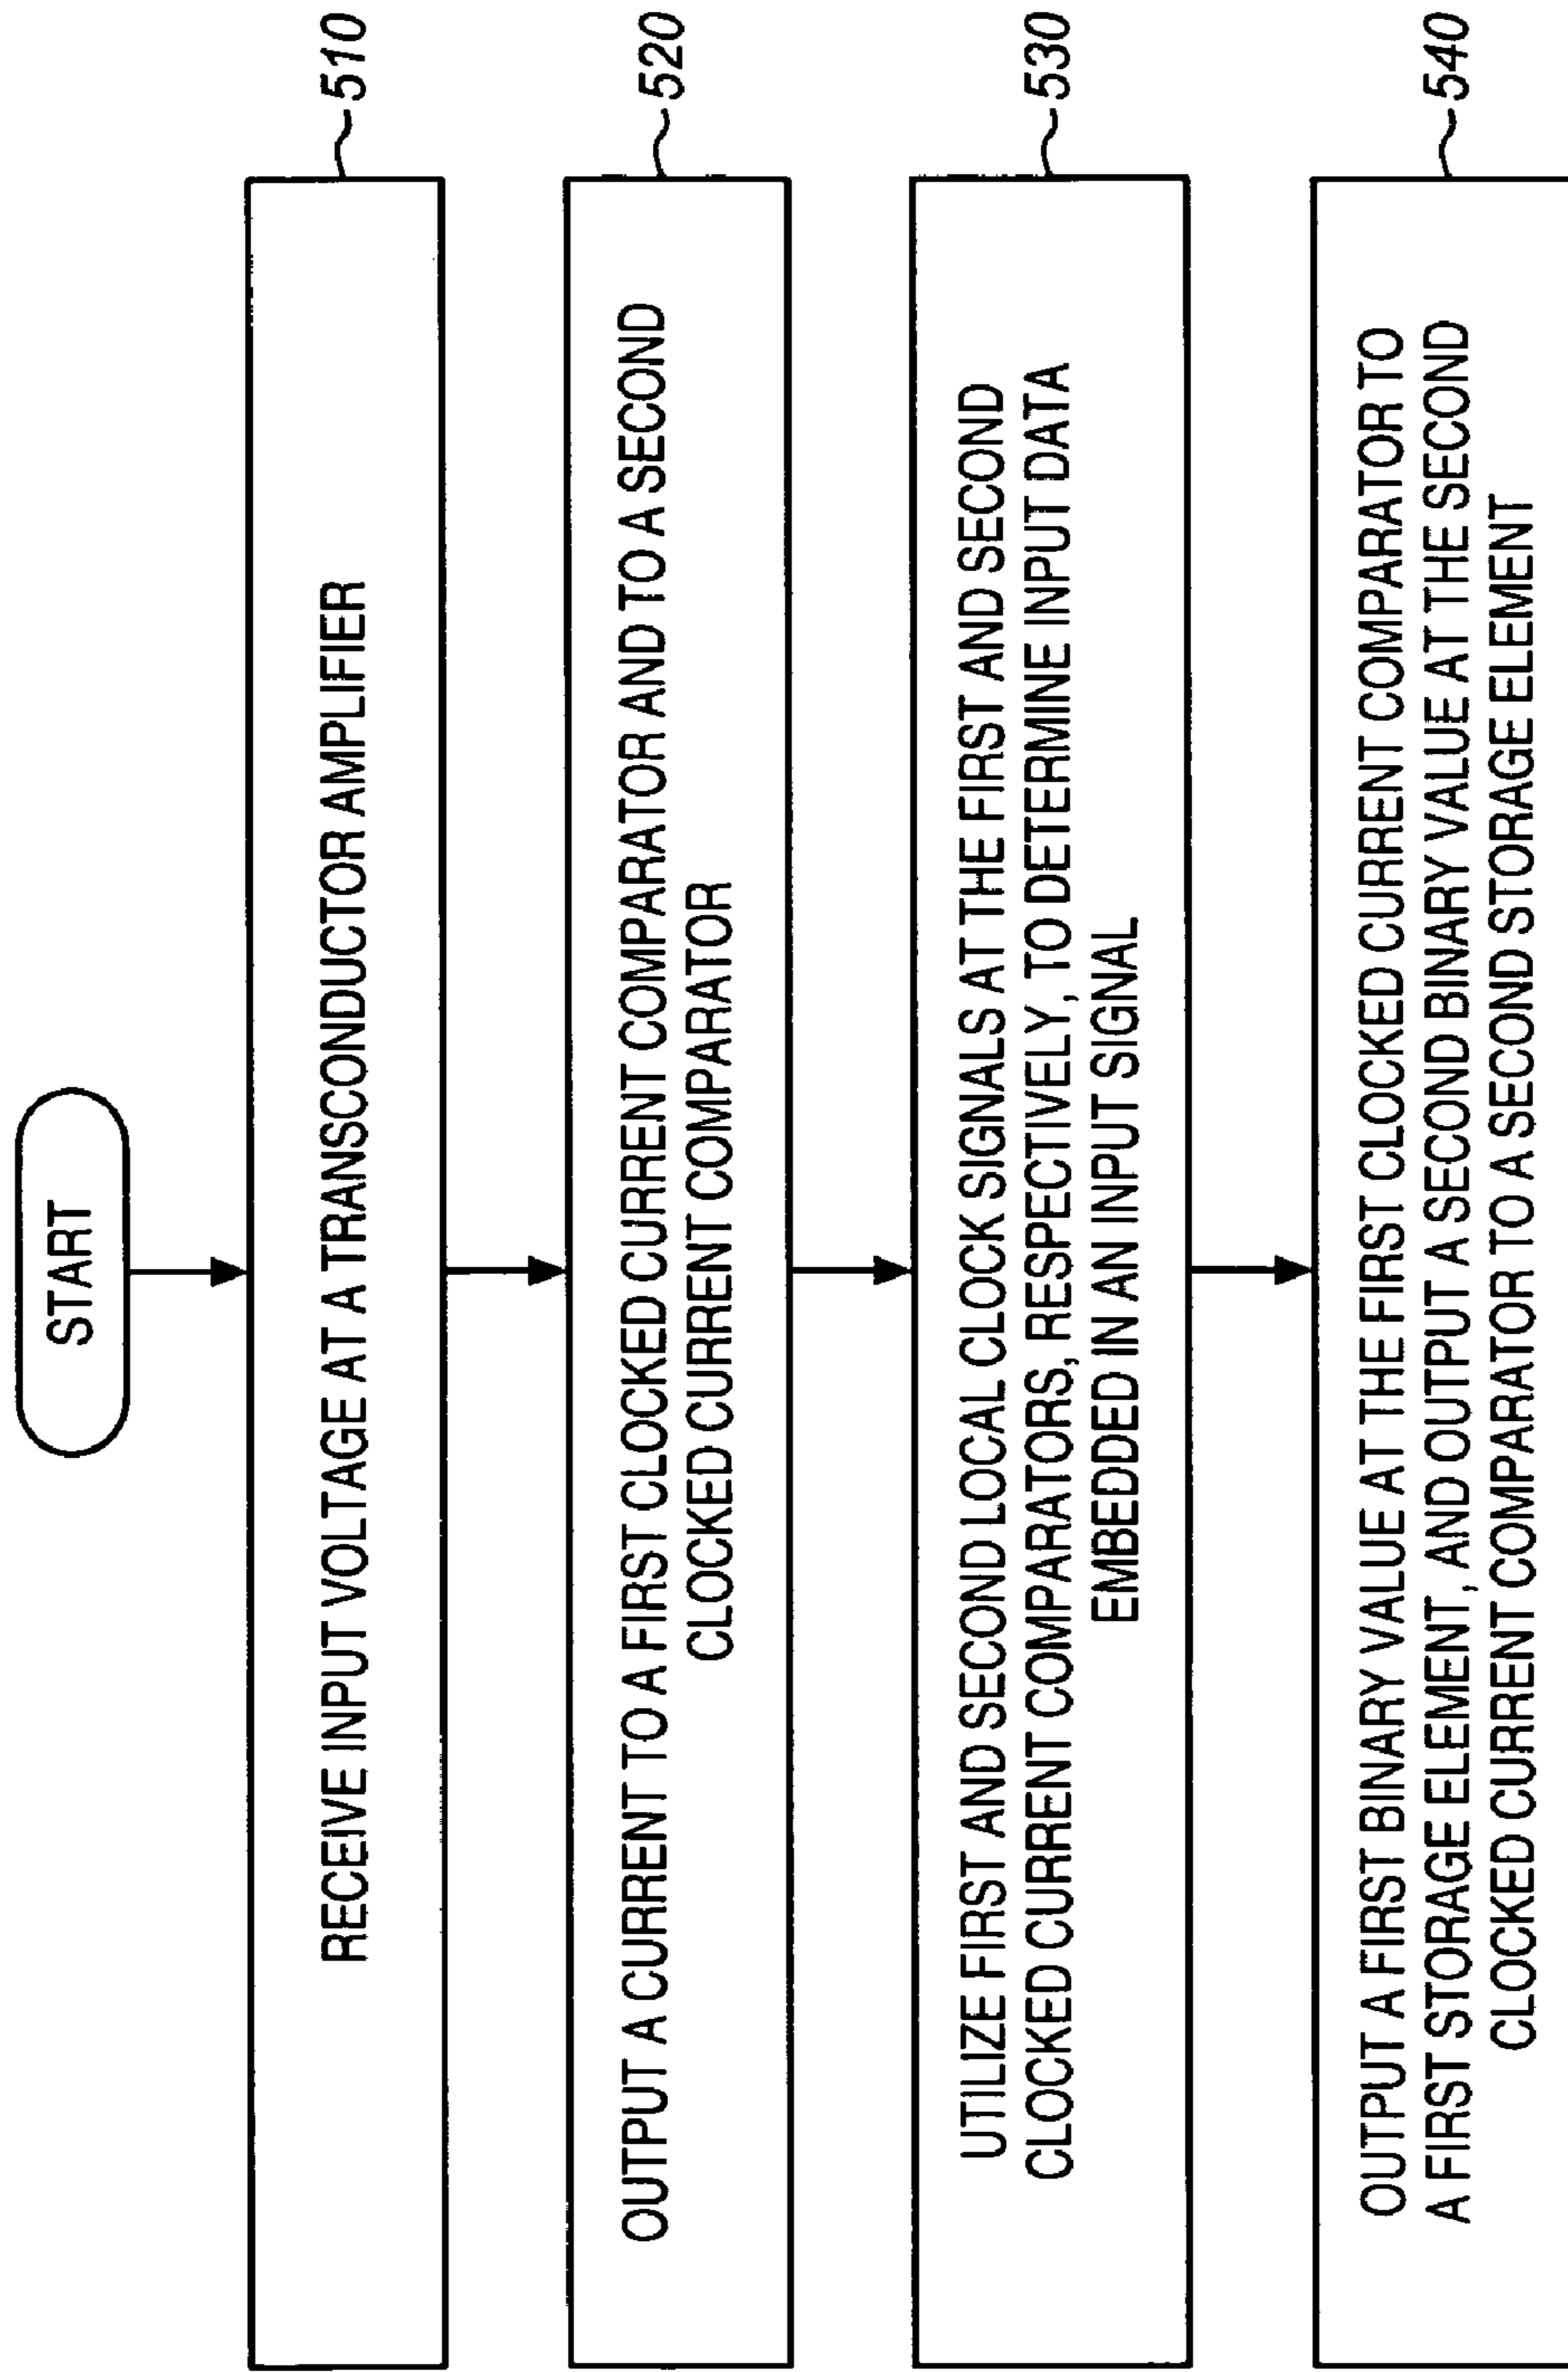 START
RECEIVE INPUT VOLTAGE AT A TRANSCONDUCTOR AMPLIFIER
510
OUTPUT A CURRENT TO A FIRST CLOCKED CURRENT COMPARATOR AND TO A SECOND
CLOCKED CURRENT COMPARATOR
520
UTILIZE FIRST AND SECOND LOCAL CLOCK SIGNALS AT THE FIRST AND SECOND
CLOCKED CURRENT COMPARATORS, RESPECTIVELY, TO DETERMINE INPUT DATA
EMBEDDED IN AN INPUT SIGNAL
530
OUTPUT A FIRST BINARY VALUE AT THE FIRST CLOCKED CURRENT COMPARATOR TO
A FIRST STORAGE ELEMENT, AND OUTPUT A SECOND BINARY VALUE AT THE SECOND
CLOCKED CURRENT COMPARATOR TO A SECOND STORAGE ELEMENT
540